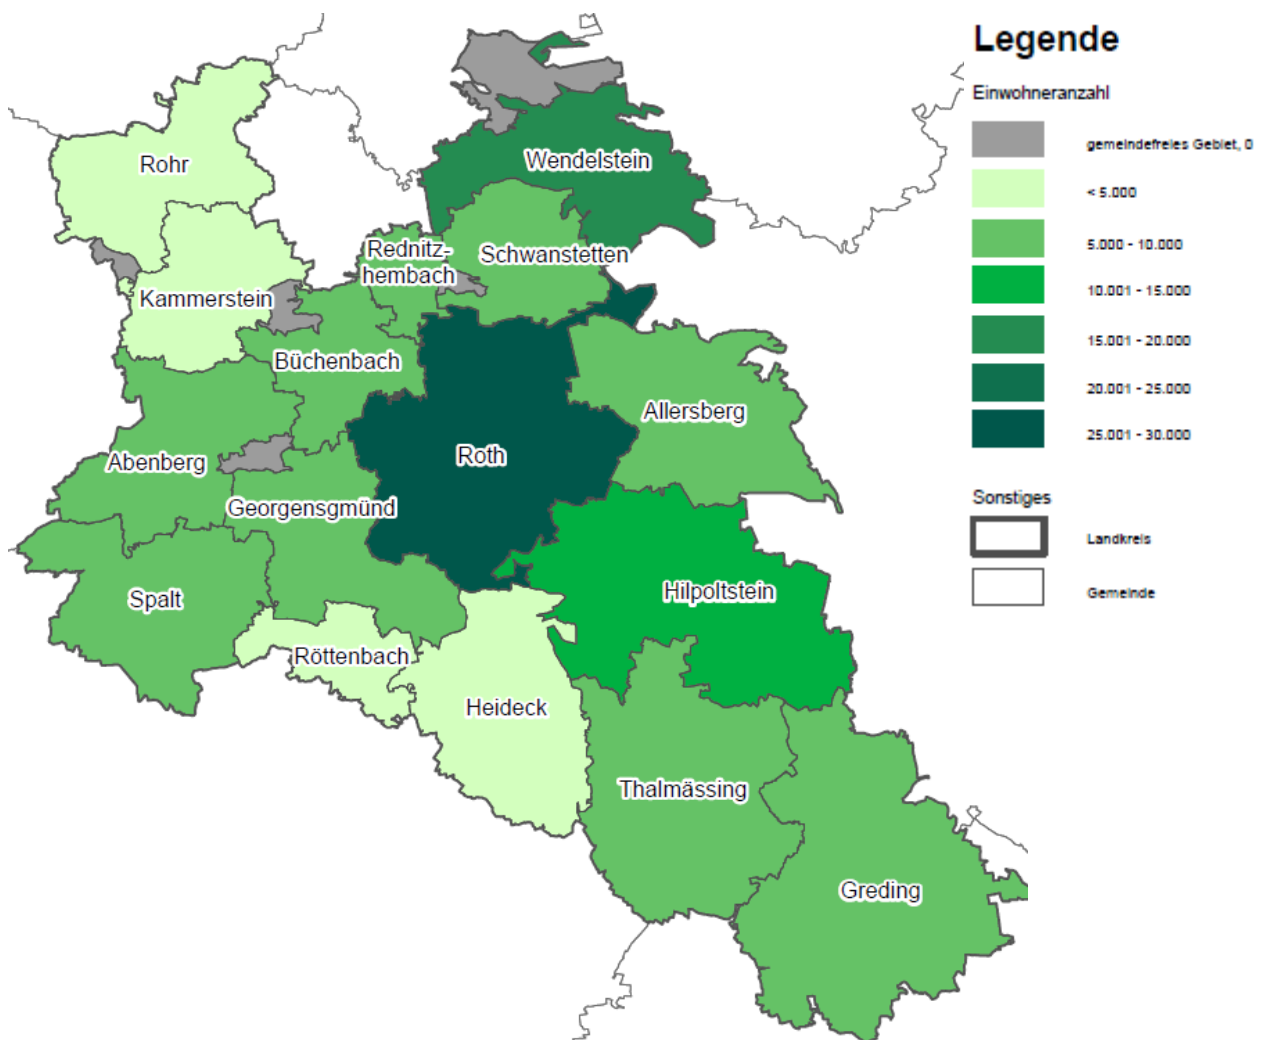 Legende
Einwohneranzahl
gemeindefreies Gebiet, 0
< 5.000
5.000 - 10.000
10.001 - 15.000
15.001 - 20.000
20.001 - 25.000
25.001 - 30.000
Sonstiges
Landkreis
Gemeinde
Rohr
Wendelstein
Rednitz-
hembach
Schwanstetten
Kammerstein
Büchenbach
Allersberg
Abenberg
Roth
Georgensgmünd
Spalt
Hilpoltstein
Röttenbach
Heideck
Thalmässing
Greding